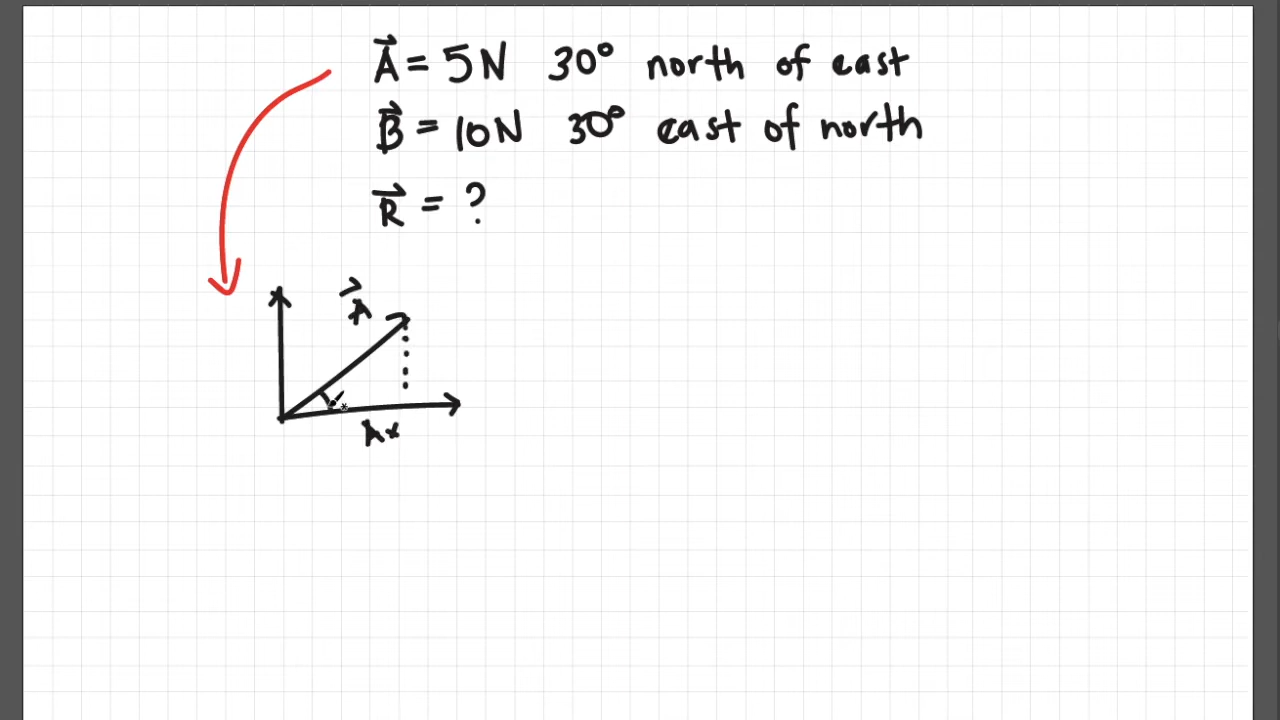 A⃗ = 5N 30° north of east
B⃗ = 10N 30° east of north
R⃗ = ?
A⃗
Ax